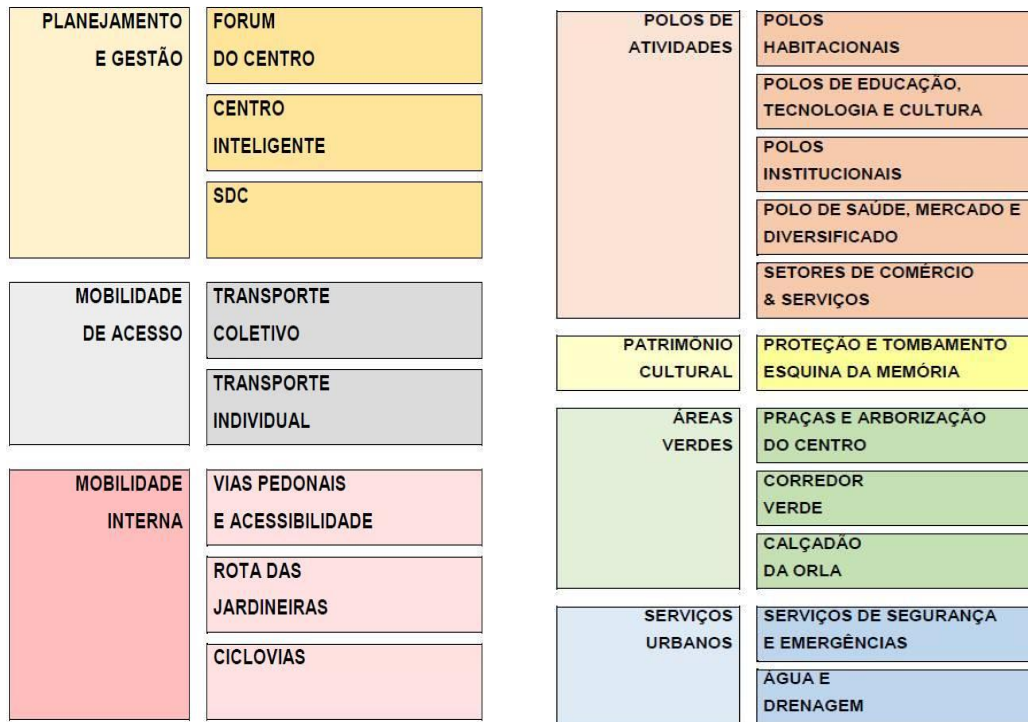 PLANEJAMENTO
E GESTÃO
FORUM
DO CENTRO
CENTRO
INTELIGENTE
SDC
MOBILIDADE
DE ACESSO
TRANSPORTE
COLETIVO
TRANSPORTE
INDIVIDUAL
MOBILIDADE
INTERNA
VIAS PEDONAIS
E ACESSIBILIDADE
ROTA DAS
JARDINEIRAS
CICLOVIAS
POLOS DE
ATIVIDADES
POLOS
HABITACIONAIS
POLOS DE EDUCAÇÃO,
TECNOLOGIA E CULTURA
POLOS
INSTITUCIONAIS
POLO DE SAÚDE, MERCADO E
DIVERSIFICADO
SETORES DE COMÉRCIO
& SERVIÇOS
PATRIMÔNIO
CULTURAL
PROTEÇÃO E TOMBAMENTO
ESQUINA DA MEMÓRIA
ÁREAS
VERDES
PRAÇAS E ARBORIZAÇÃO
DO CENTRO
CORREDOR
VERDE
CALÇADÃO
DA ORLA
SERVIÇOS
URBANOS
SERVIÇOS DE SEGURANÇA
E EMERGÊNCIAS
ÁGUA E
DRENAGEM